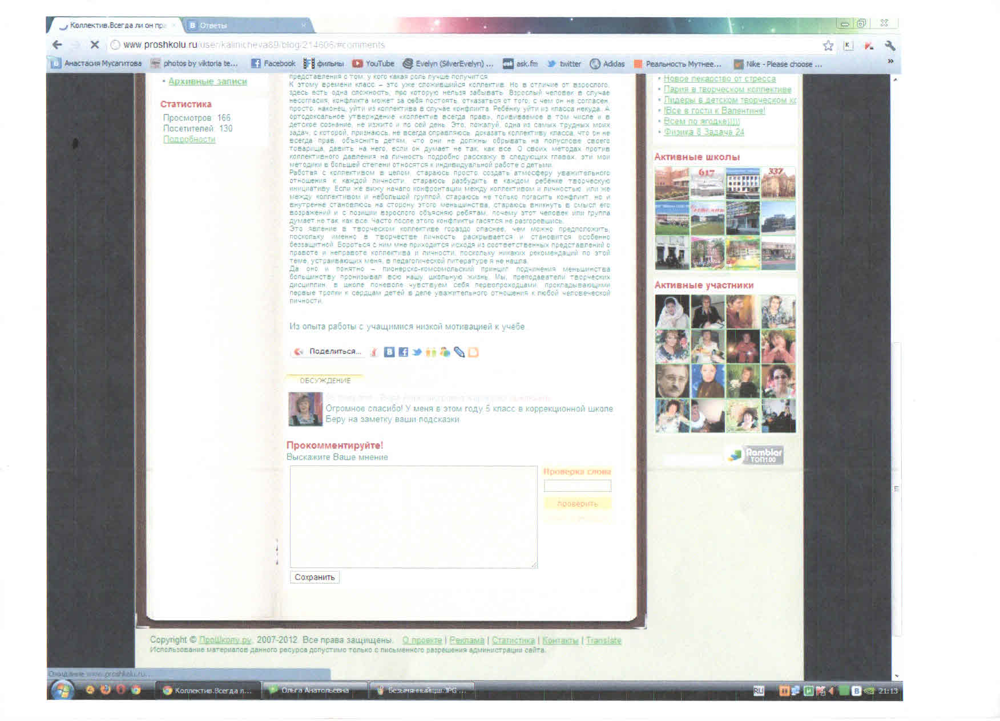 Коллектив.Всегда ли он пра
Ответы
www.proshkolu.ru/user/kalinicheva89/blog/214606/#comments
Анастасия Мусагитова
photos by viktoria te...
Facebook
фильмы
YouTube
Evelyn (SilverEvelyn) ...
ask.fm
twitter
Adidas
Реальность Мутнее...
Nike - Please choose ...
Архивные записи
Статистика
Просмотров 166
Посетителей 130
Подробности
представления о том, у кого какая роль лучше получится.
К этому времени класс – это уже сложившийся коллектив. Но в отличие от взрослого,
здесь есть одна сложность, про которую нельзя забывать. Взрослый человек в случае
несогласия, конфликта может за себя постоять, отказаться от того, с чем он не согласен,
просто, наконец, уйти из коллектива в случае конфликта. Ребёнку уйти из класса некуда. А
ортодоксальное утверждение «коллектив всегда прав», прививаемое в том числе и в
детское сознание, не изжито и по сей день. Это, пожалуй, одна из самых трудных моих
задач, с которой, признаюсь, не всегда справляюсь: доказать коллективу класса, что он не
всегда прав, объяснить детям, что они не должны обрывать на полуслове своего
товарища, давить на него, если он думает не так, как все. О своих методах против
коллективного давления на личность подробно расскажу в следующих главах, эти мои
методики в большей степени относятся к индивидуальной работе с детьми.
Работая с коллективом в целом, стараюсь просто создать атмосферу уважительного
отношения к каждой личности, стараюсь разбудить в каждом ребёнке творческую
инициативу. Если же вижу начало конфронтации между коллективом и личностью, или же
между коллективом и небольшой группой, стараюсь не только погасить конфликт, но и
внутренне становлюсь на сторону этого меньшинства, стараюсь вникнуть в смысл его
возражений и с позиции взрослого объясняю ребятам, почему этот человек или группа
думает не так, как все. Часто после этого конфликты гасятся не разгоревшись.
Это явление в творческом коллективе гораздо опаснее, чем можно предположить,
поскольку именно в творчестве личность раскрывается и становится особенно
беззащитной. Бороться с ним мне приходится исходя из соответственных представлений о
правоте и неправоте коллектива и личности, поскольку никаких рекомендаций по этой
теме, устраивающих меня, в педагогической литературе я не нашла.
Да оно и понятно – пионерско-комсомольский принцип подчинения меньшинства
большинству пронизывал всю нашу школьную жизнь. Мы, преподаватели творческих
дисциплин, в школе поневоле чувствуем себя первопроходцами, прокладывающими
первые тропки к сердцам детей в деле уважительного отношения к любой человеческой
личности.
Из опыта работы с учащимися низкой мотивацией к учёбе.
Поделиться...
ОБСУЖДЕНИЕ
Огромное спасибо! У меня в этом году 5 класс в коррекционной школе.
Беру на заметку ваши подсказки.
Прокомментируйте!
Выскажите Ваше мнение
Проверка слова
проверить
Сохранить
Новое лекарство от стресса
Пария в творческом коллективе
Лидеры в детском творческом ко
!Все в гости к Валентине!
Всем по ягодке)))))
Физика 8 Задача 24
Активные школы
617
337
Активные участники
Rambler
ТОП100
Copyright © ПроШколу.ру, 2007-2012. Все права защищены. О проекте | Реклама | Статистика | Контакты | Translate
Использование материалов данного ресурса допустимо только с письменного разрешения администрации сайта.
Ожидание www.proshkolu.ru...
Коллектив.Всегда л...
Ольга Анатольевна
Безымянныйцш.JPG ...
RU
21:13